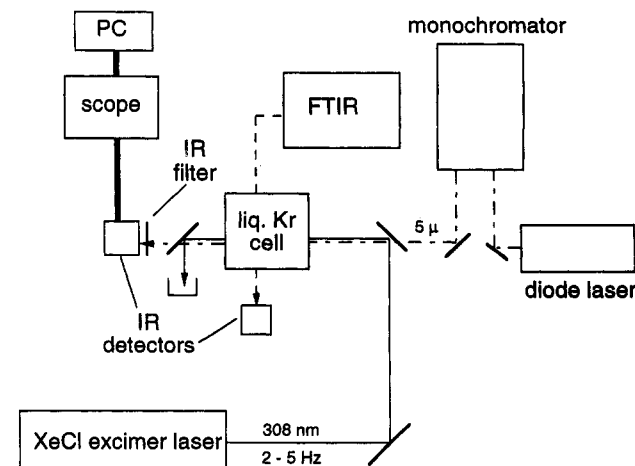 PC
monochromator
scope
FTIR
IR
filter
liq. Kr
cell
5 µ
diode laser
IR
detectors
XeCl excimer laser
308 nm
2 - 5 Hz